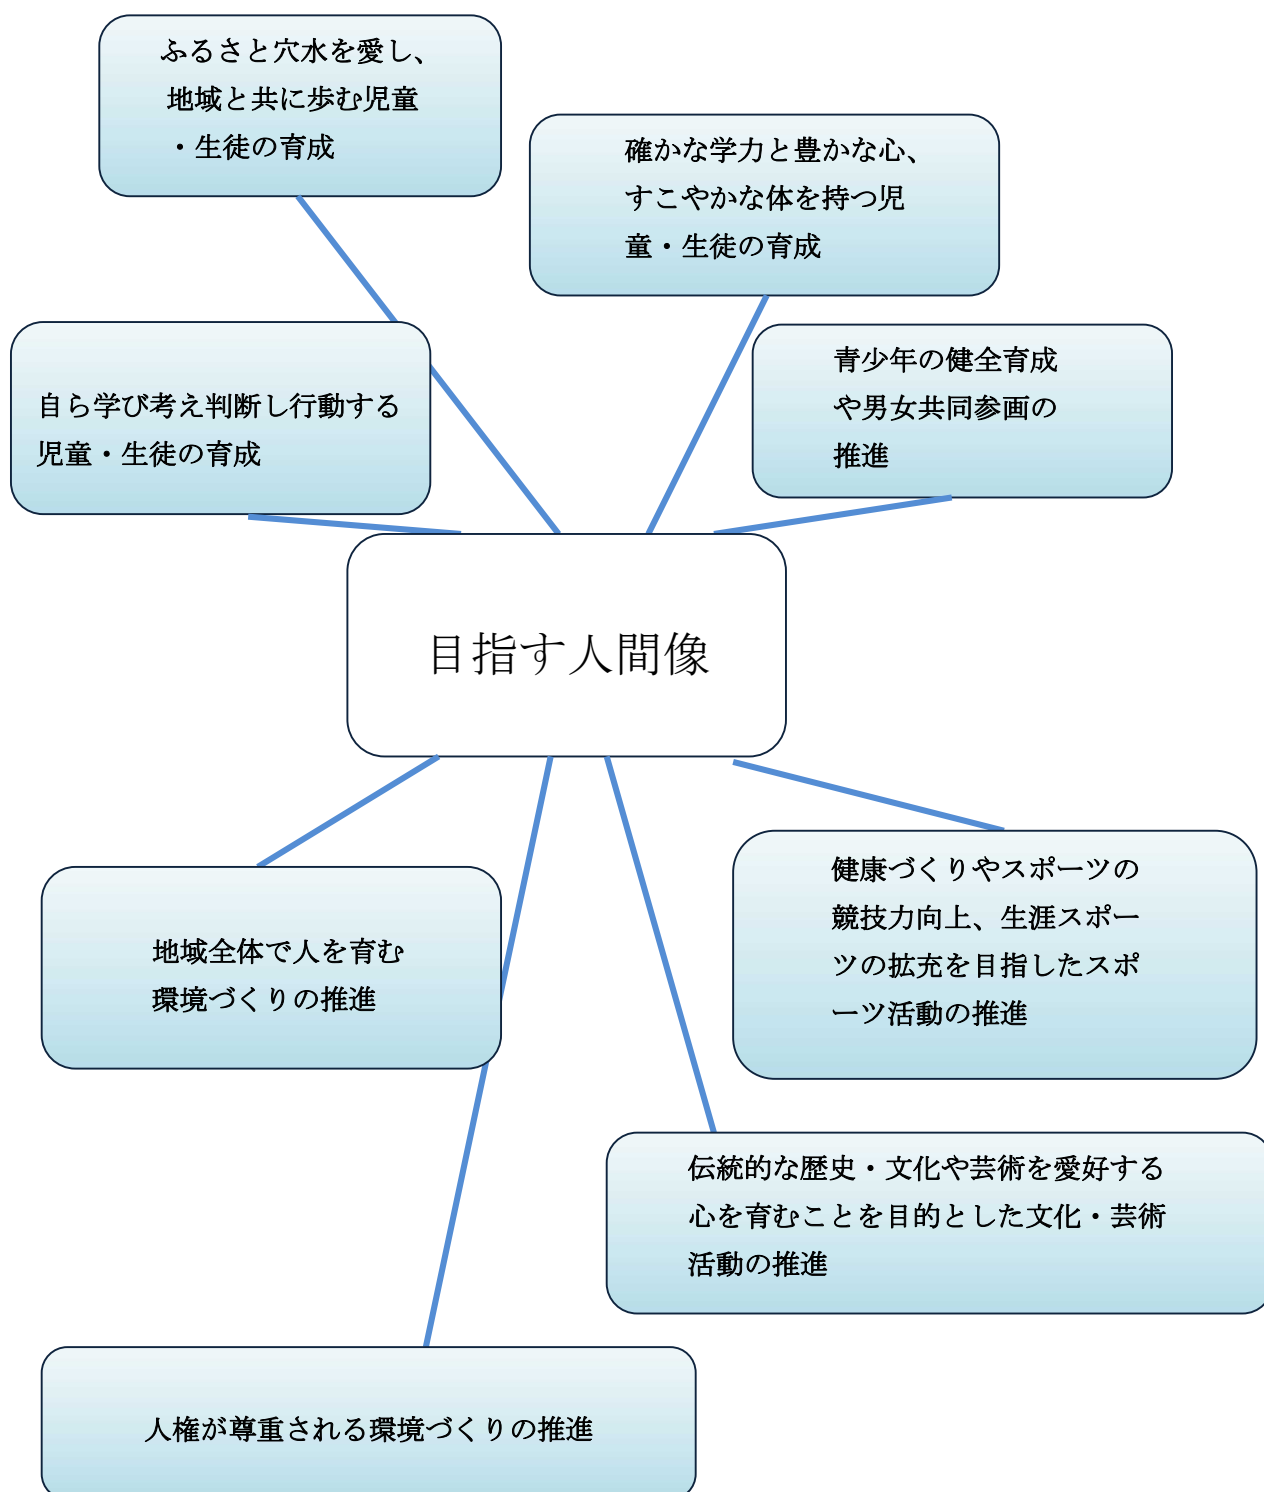 ふるさと穴水を愛し、
地域と共に歩む児童
・生徒の育成
確かな学力と豊かな心、
すこやかな体を持つ児
童・生徒の育成
自ら学び考え判断し行動する
児童・生徒の育成
青少年の健全育成
や男女共同参画の
推進
目指す人間像
地域全体で人を育む
環境づくりの推進
健康づくりやスポーツの
競技力向上、生涯スポー
ツの拡充を目指したスポ
ーツ活動の推進
伝統的な歴史・文化や芸術を愛好する
心を育むことを目的とした文化・芸術
活動の推進
人権が尊重される環境づくりの推進